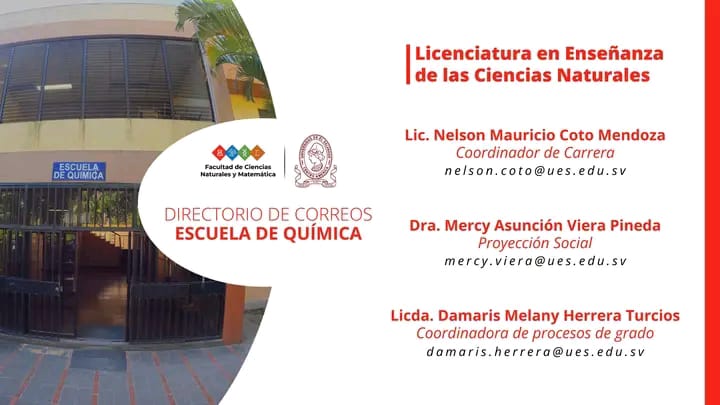 ESCUELA
DE QUIMICA
Facultad de Ciencias
Naturales y Matemática
DIRECTORIO DE CORREOS
ESCUELA DE QUÍMICA
Licenciatura en Enseñanza
de las Ciencias Naturales
Lic. Nelson Mauricio Coto Mendoza
Coordinador de Carrera
nelson.coto@ues.edu.sv
Dra. Mercy Asunción Viera Pineda
Proyección Social
mercy.viera@ues.edu.sv
Licda. Damaris Melany Herrera Turcios
Coordinadora de procesos de grado
damaris.herrera@ues.edu.sv